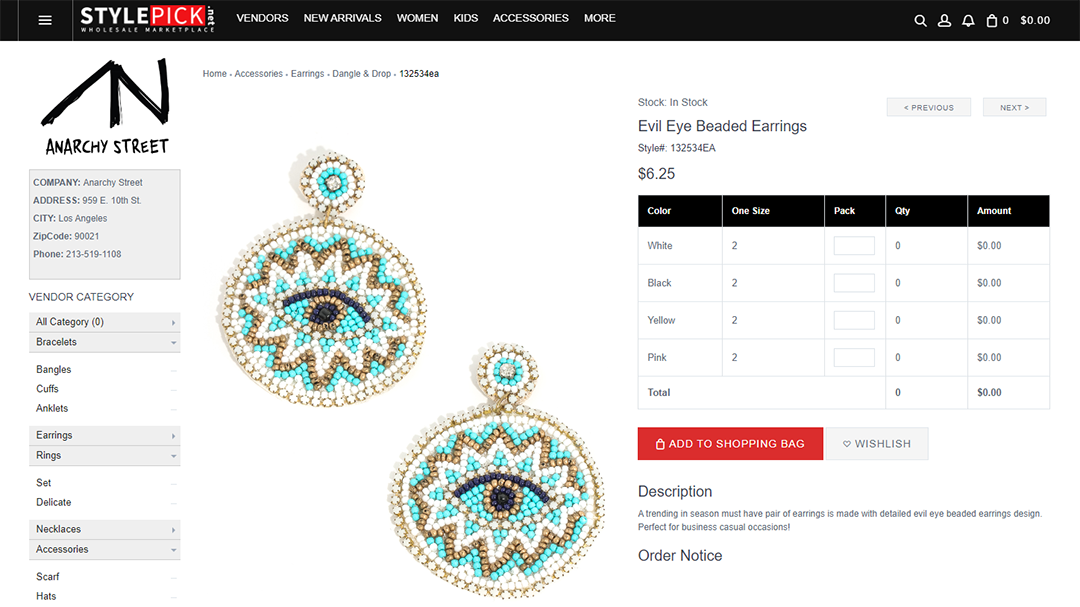 STYLEPICK.net
WHOLESALE MARKETPLACE
VENDORS NEW ARRIVALS WOMEN KIDS ACCESSORIES MORE
0 $0.00
ANARCHY STREET
COMPANY: Anarchy Street
ADDRESS: 959 E. 10th St.
CITY: Los Angeles
ZipCode: 90021
Phone: 213-519-1108
VENDOR CATEGORY
All Category (0)
Bracelets
Bangles
Cuffs
Anklets
Earrings
Rings
Set
Delicate
Necklaces
Accessories
Scarf
Hats
Home - Accessories - Earrings - Dangle & Drop - 132534ea
Stock: In Stock
< PREVIOUS NEXT >
Evil Eye Beaded Earrings
Style#: 132534EA
$6.25
Color One Size Pack Qty Amount
White 2 0 $0.00
Black 2 0 $0.00
Yellow 2 0 $0.00
Pink 2 0 $0.00
Total 0 $0.00
ADD TO SHOPPING BAG WISHLISH
Description
A trending in season must have pair of earrings is made with detailed evil eye beaded earrings design.
Perfect for business casual occasions!
Order Notice